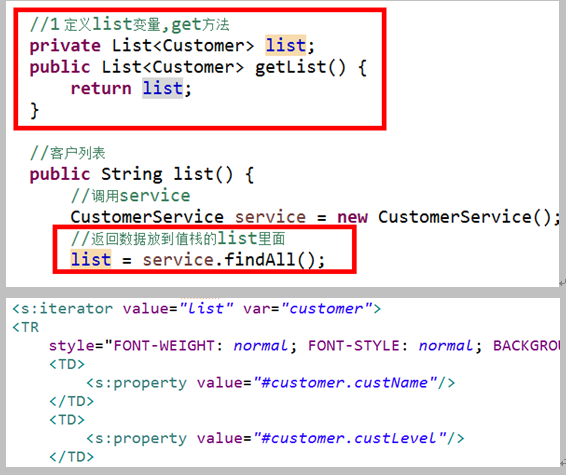 //1 定义list变量,get方法
private List<Customer> list;
public List<Customer> getList() {
return list;
}
//客户列表
public String list() {
//调用service
CustomerService service = new CustomerService();
//返回数据放到值栈的list里面
list = service.findAll();
<s:iterator value="list" var="customer">
<TR
style="FONT-WEIGHT: normal; FONT-STYLE: normal; BACKGROU
<TD>
<s:property value="#customer.custName"/>
</TD>
<TD>
<s:property value="#customer.custLevel"/>
</TD>